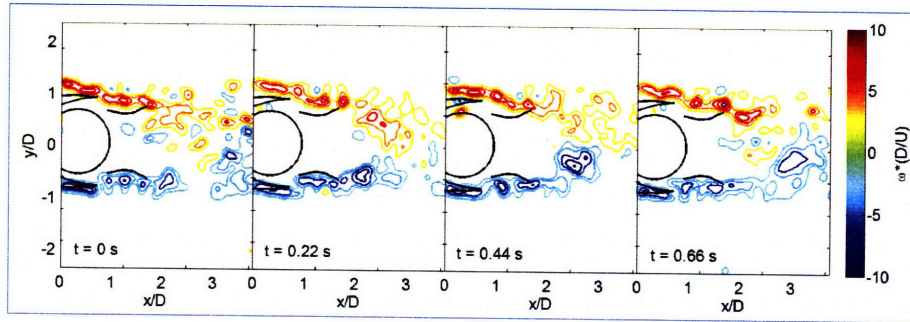 2
1
0
-1
-2
y/D
t = 0 s
t = 0.22 s
t = 0.44 s
t = 0.66 s
0 1 2 3
0 1 2 3
0 1 2 3
0 1 2 3
x/D
x/D
x/D
x/D
10
5
0
-5
-10
ω*(D/U)